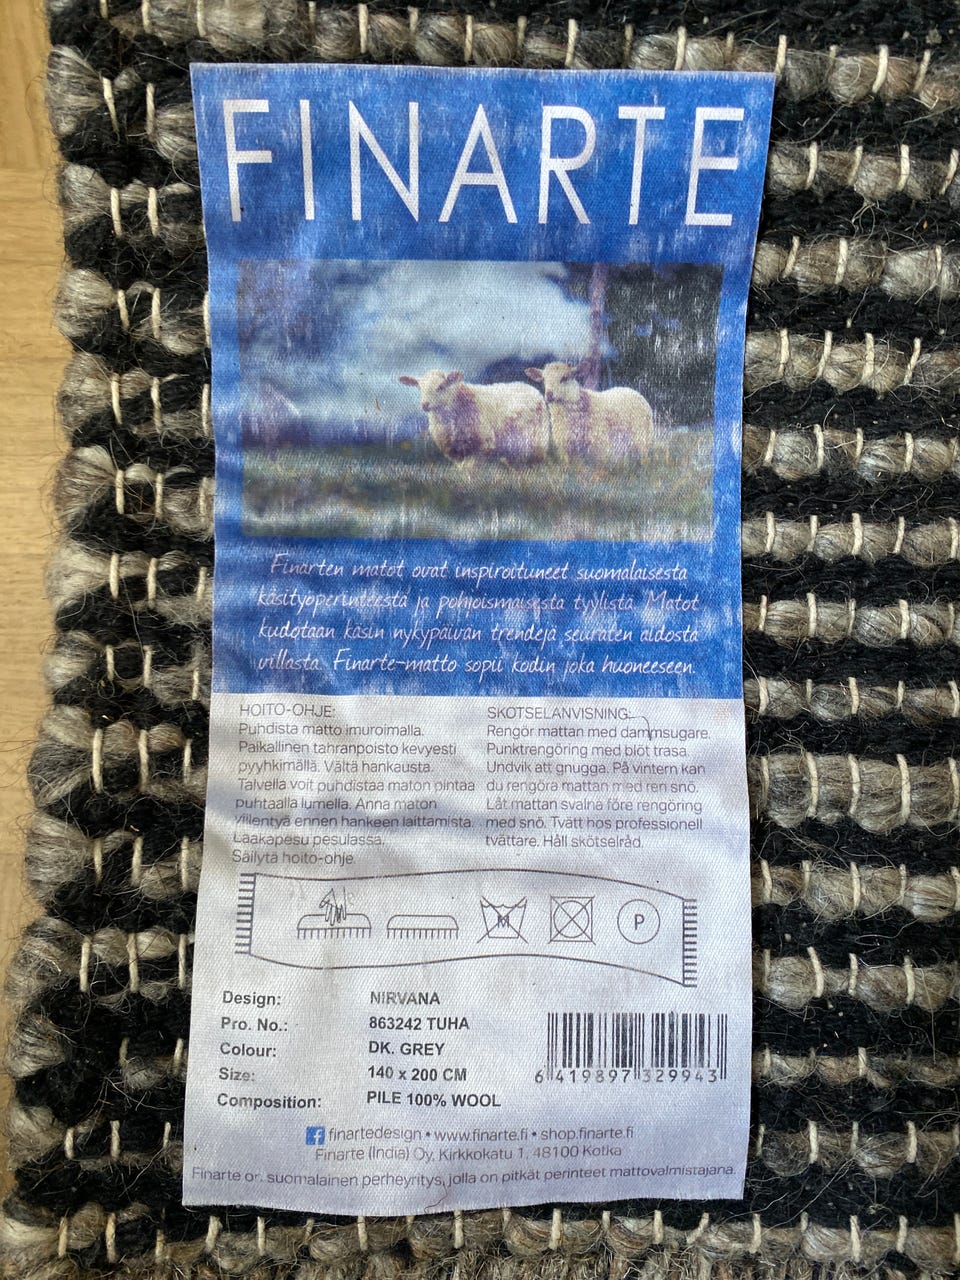 FINARTE
Finarten matot ovat inspiroituneet suomalaisesta
käsityöperinteestä ja pohjoismaisesta tyylistä. Matot
kudotaan käsin nykypäivän trendejä seuraten aidosta
villasta. Finarte-matto sopii kodin joka huoneeseen.
HOITO-OHJE:
Puhdista matto imuroimalla.
Paikallinen tahranpoisto kevyesti
pyyhkimällä. Vältä hankausta.
Talvella voit puhdistaa maton pintaa
puhtaalla lumella. Anna maton
viilentyä ennen hankeen laittamista.
Laakapesu pesulassa.
Säilytä hoito-ohje.
SKÖTSELANVISNING:
Rengör mattan med dammsugare.
Punktrengöring med blöt trasa.
Undvik att gnugga. På vintern kan
du rengöra mattan med ren snö.
Låt mattan svalna före rengöring
med snö. Tvätt hos professionell
tvättare. Håll skötselråd.
M
P
Design: NIRVANA
Pro. No.: 863242 TUHA
Colour: DK. GREY
Size: 140 x 200 CM
Composition: PILE 100% WOOL
6 419897 329943
f finartedesign • www.finarte.fi • shop.finarte.fi
Finarte (India) Oy, Kirkkokatu 1, 48100 Kotka
Finarte on suomalainen perheyritys, jolla on pitkät perinteet mattovalmistajana.